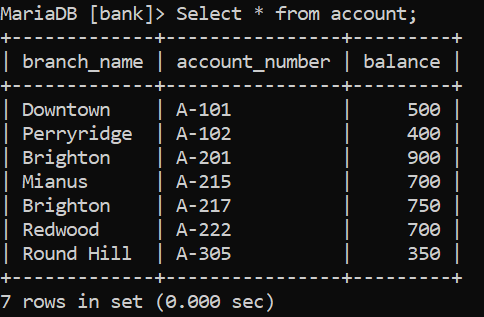 MariaDB [bank]> Select * from account;
+-------------+----------------+---------+
| branch_name | account_number | balance |
+-------------+----------------+---------+
| Downtown    | A-101          |     500 |
| Perryridge  | A-102          |     400 |
| Brighton    | A-201          |     900 |
| Mianus      | A-215          |     700 |
| Brighton    | A-217          |     750 |
| Redwood     | A-222          |     700 |
| Round Hill  | A-305          |     350 |
+-------------+----------------+---------+
7 rows in set (0.000 sec)